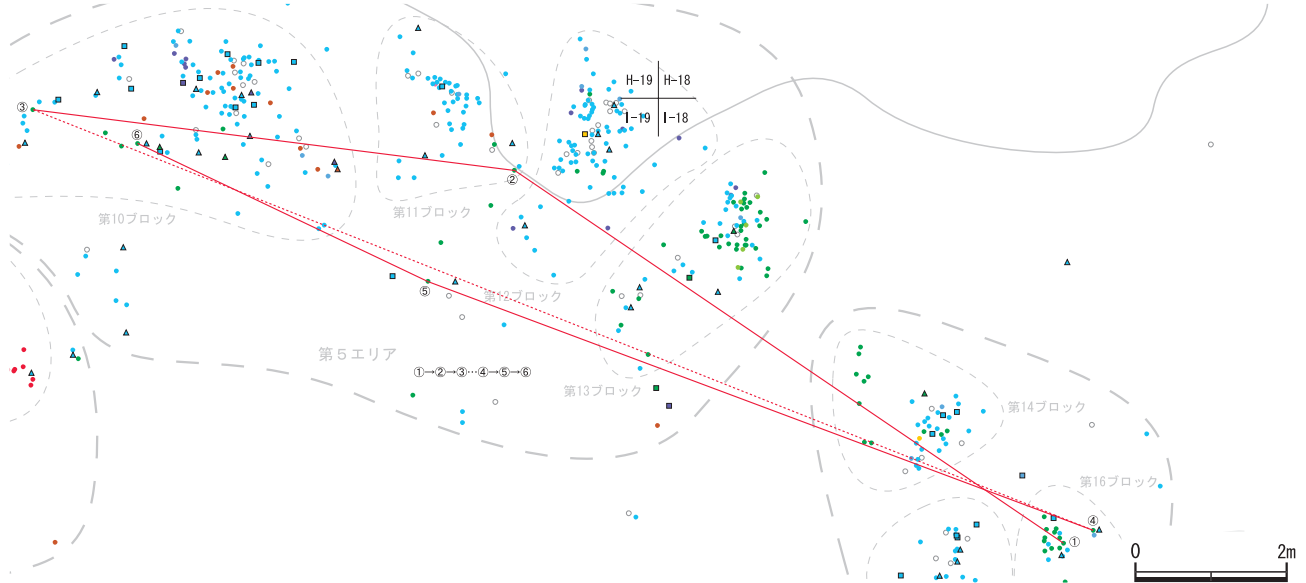 H-19
H-18
I-19
I-18
③
⑥
②
第10ブロック
第11ブロック
⑤
第12ブロック
第5エリア
①→②→③…④→⑤→⑥
第13ブロック
第14ブロック
第16ブロック
④
①
0
2m